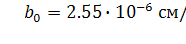 b₀ = 2.55 · 10⁻⁶ см/